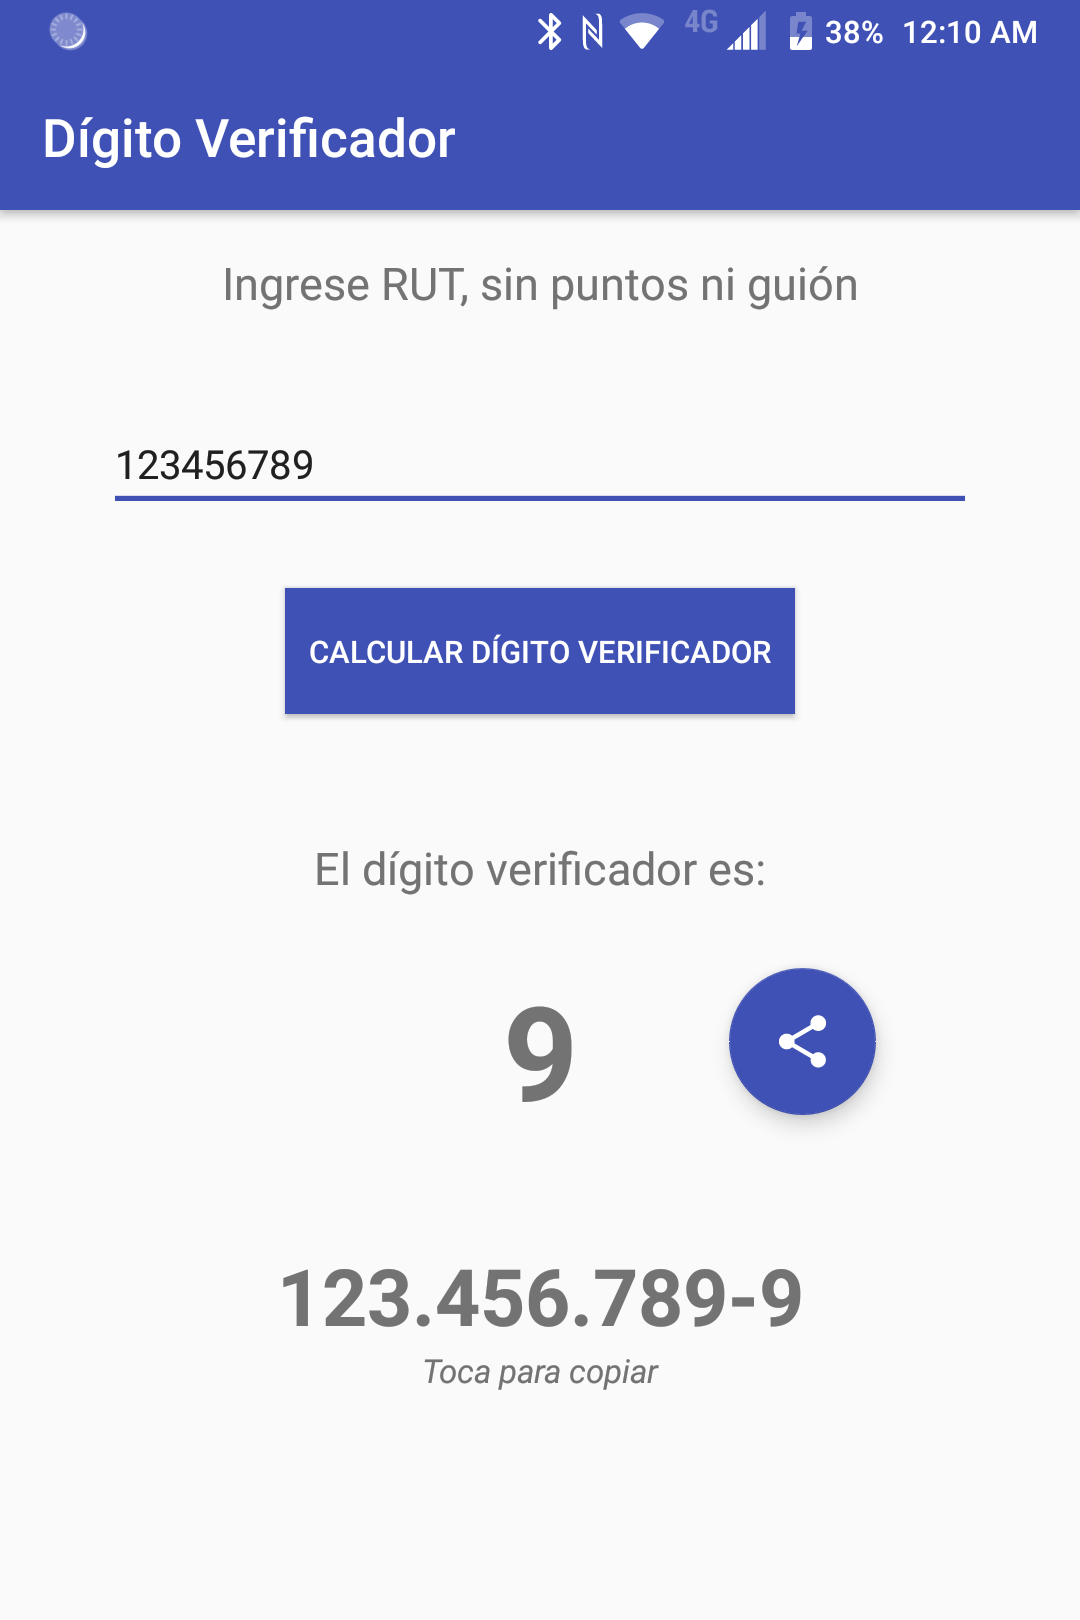 4G 38% 12:10 AM
Dígito Verificador
Ingrese RUT, sin puntos ni guión
123456789
CALCULAR DÍGITO VERIFICADOR
El dígito verificador es:
9
123.456.789-9
Toca para copiar